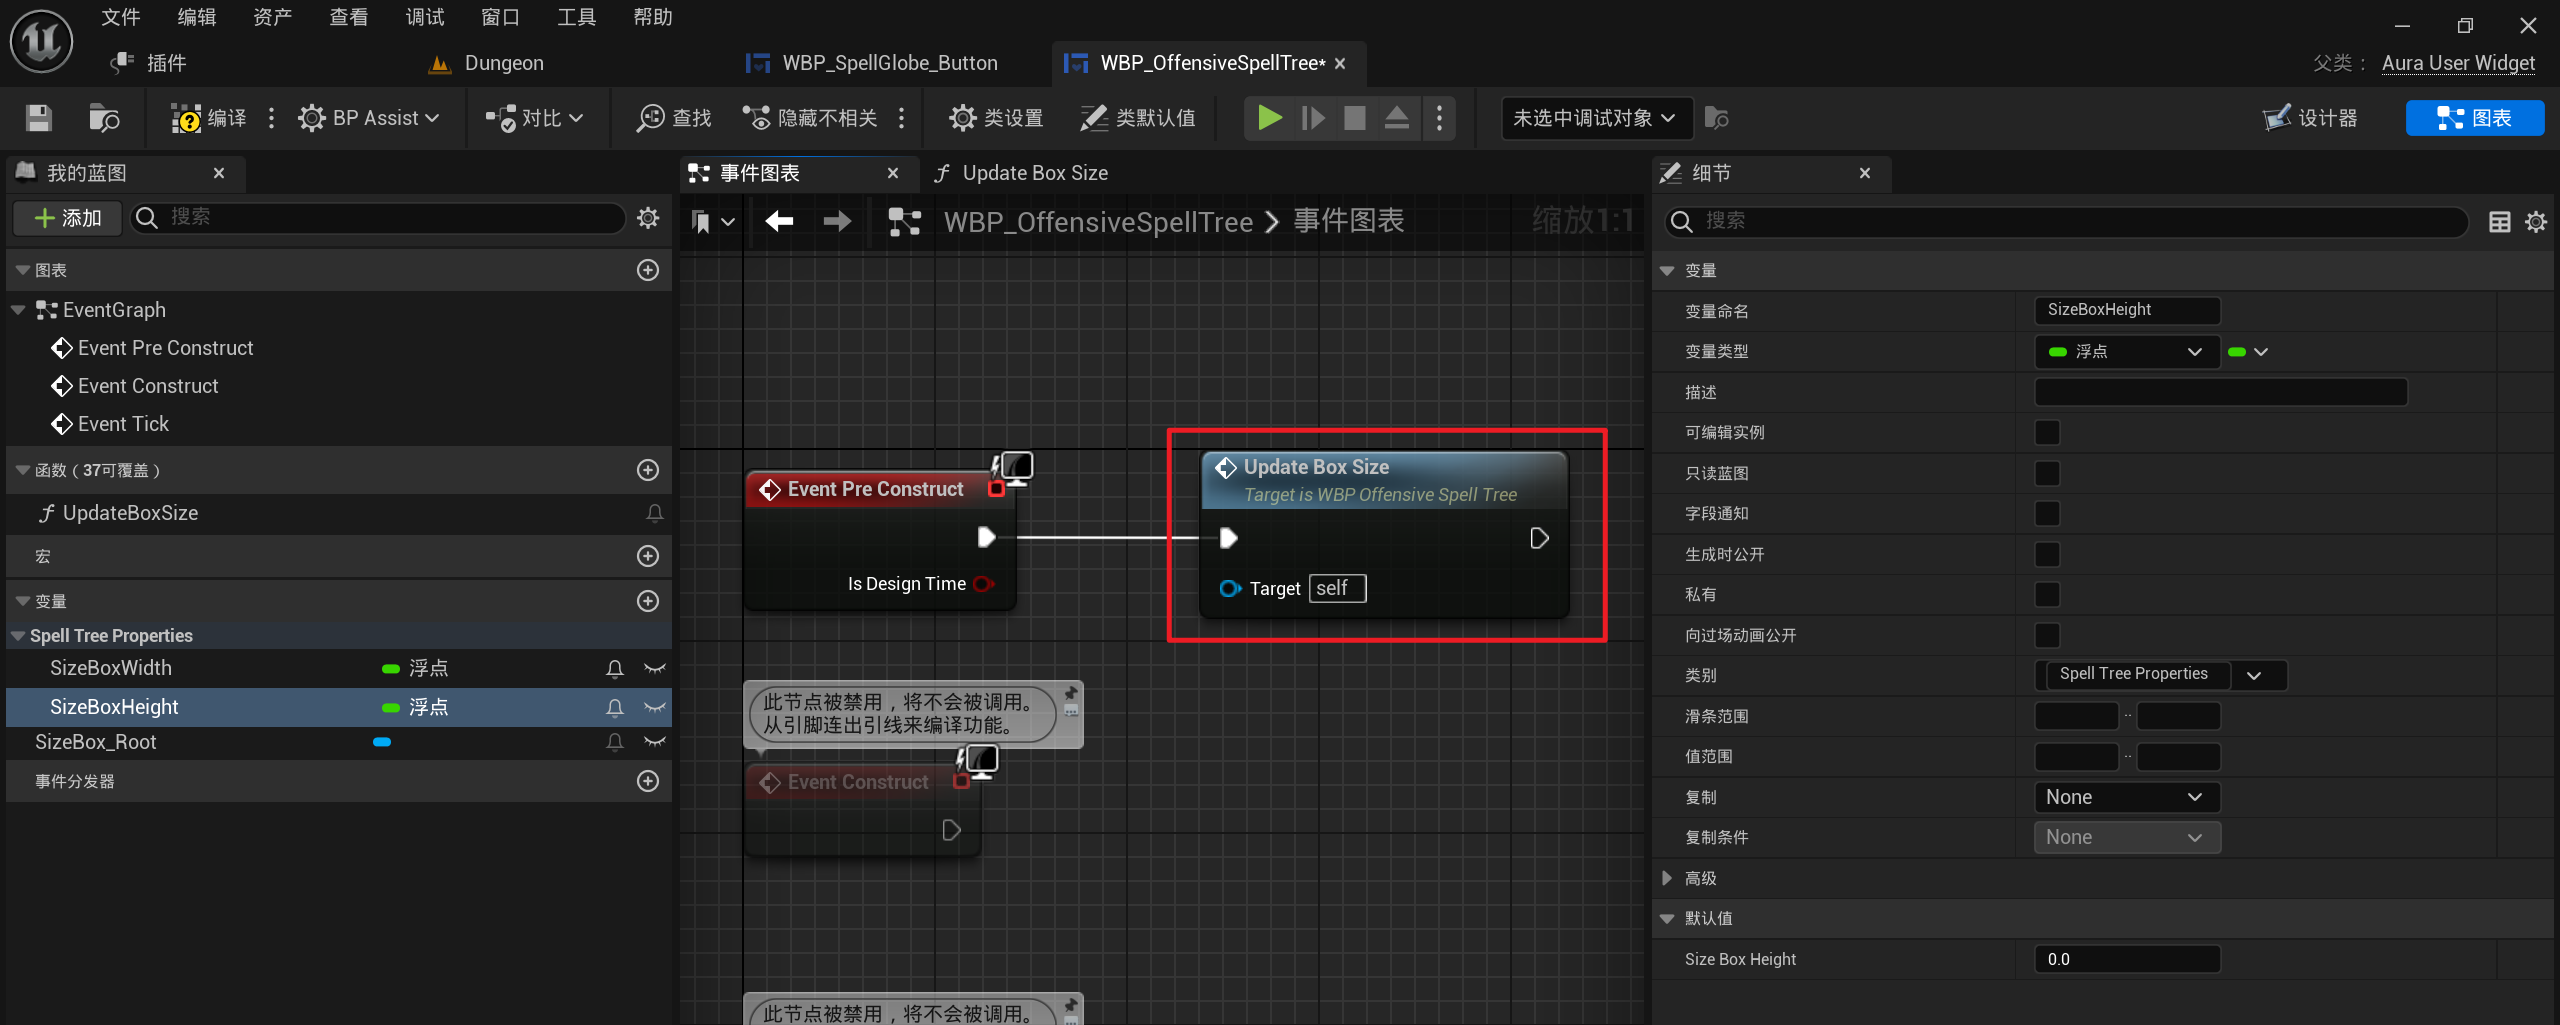 文件 编辑 资产 查看 调试 窗口 工具 帮助
插件 Dungeon WBP_SpellGlobe_Button WBP_OffensiveSpellTree* 父类： Aura User Widget
编译 BP Assist 对比 查找 隐藏不相关 类设置 类默认值 未选中调试对象 设计器 图表
我的蓝图
添加 搜索
图表
EventGraph
Event Pre Construct
Event Construct
Event Tick
函数（37可覆盖）
UpdateBoxSize
宏
变量
Spell Tree Properties
SizeBoxWidth 浮点
SizeBoxHeight 浮点
SizeBox_Root
事件分发器
事件图表 Update Box Size
WBP_OffensiveSpellTree 事件图表 缩放1:1
Event Pre Construct
Is Design Time
Update Box Size
Target is WBP Offensive Spell Tree
Target self
此节点被禁用，将不会被调用。
从引脚连出引线来编译功能。
Event Construct
此节点被禁用，将不会被调用。
细节
搜索
变量
变量命名 SizeBoxHeight
变量类型 浮点
描述
可编辑实例
只读蓝图
字段通知
生成时公开
私有
向过场动画公开
类别 Spell Tree Properties
滑条范围 ..
值范围 ..
复制 None
复制条件 None
高级
默认值
Size Box Height 0.0